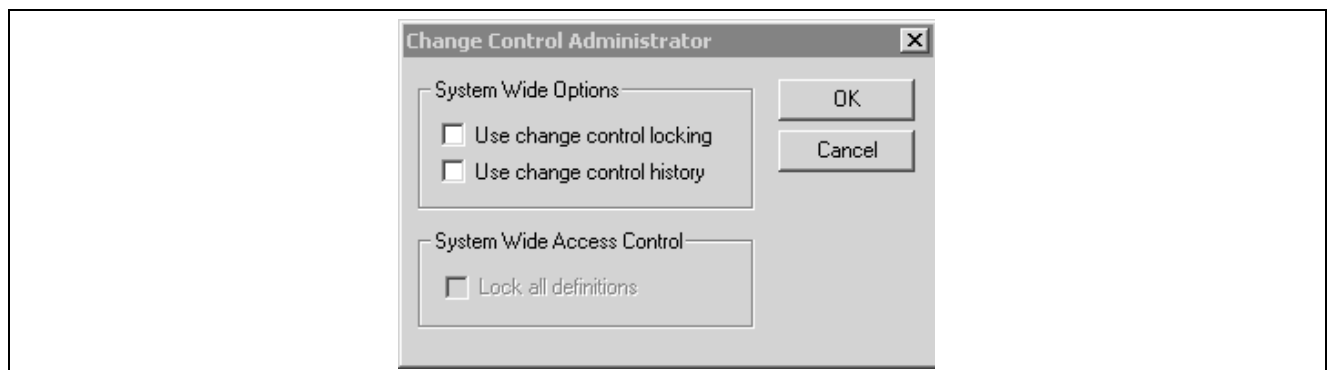 Change Control Administrator
System Wide Options
OK
Use change control locking
Cancel
Use change control history
System Wide Access Control
Lock all definitions